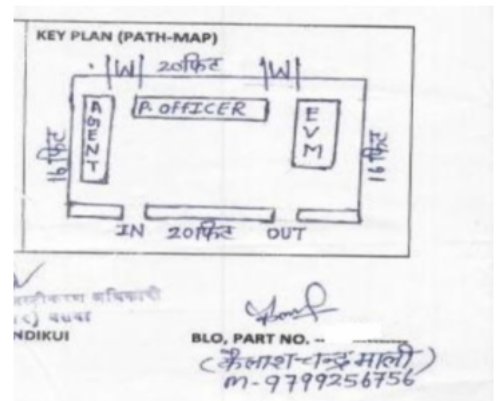 KEY PLAN (PATH-MAP)
W 20फिट W
AGENT
P. OFFICER
EVM
16फिट
16फिट
IN 20फिट OUT
NDIKUI
BLO, PART NO. --
(कैलाश चन्द्र माली)
m-9799256756